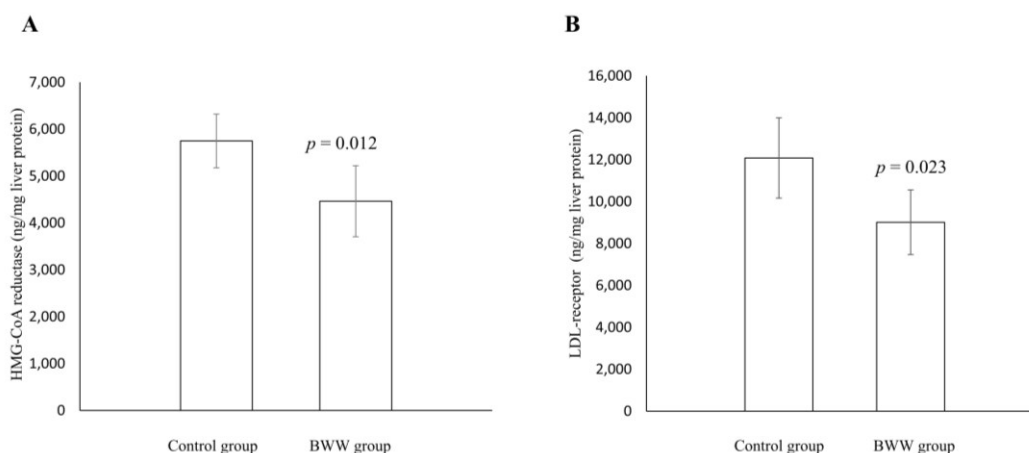 A
HMG-CoA reductase (ng/mg liver protein)
7,000
6,000
5,000
4,000
3,000
2,000
1,000
0
p = 0.012
Control group
BWW group
B
LDL-receptor (ng/mg liver protein)
16,000
14,000
12,000
10,000
8,000
6,000
4,000
2,000
0
p = 0.023
Control group
BWW group